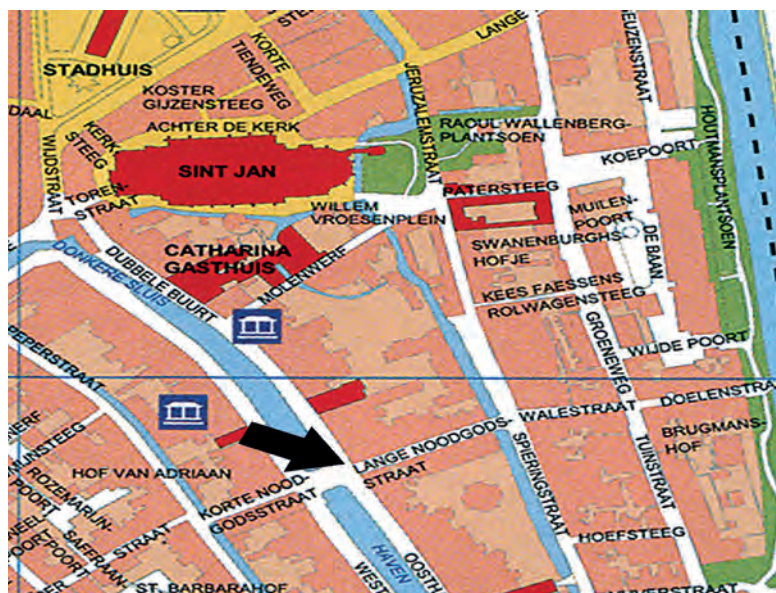 STADHUIS
DAAL
KERK
STEEG
WIJDSTRAAT
TOREN-
STRAAT
KOSTER
GIJZENSTEEG
KORTE
TIENDEWEG
ACHTER DE KERK
SINT JAN
LANGE
JERUZALEMSTRAAT
RAOUL WALLENBERG-
PLANTSOEN
KOEPOORT
HOUTMANSPLANTSOEN
PATERSTEEG
WILLEM
VROESENPLEIN
MUILEN-
POORT
DE BAAN
SWANENBURGHS
HOFJE
CATHARINA
GASTHUIS
MOLENWERF
DONKERE SLUIS
DUBBELE BUURT
KEES FAESSENS
ROLWAGENSTEEG
GROENEWEG
WIJDE POORT
PEPERSTRAAT
WALESTRAAT
DOELENSTRA
BRUGMANS-
HOF
LANGE NOODGODS-
STRAAT
SPIERINGSTRAAT
TUINSTRAAT
HOF VAN ADRIAAN
KORTE NOOD-
GODSSTRAAT
ROZEMARIJN-
POORT
SAFFRAAN-
POORT
STRAAT
HOEFSTEEG
HAVEN
OOSTH
WEST
ST. BARBARAHOF